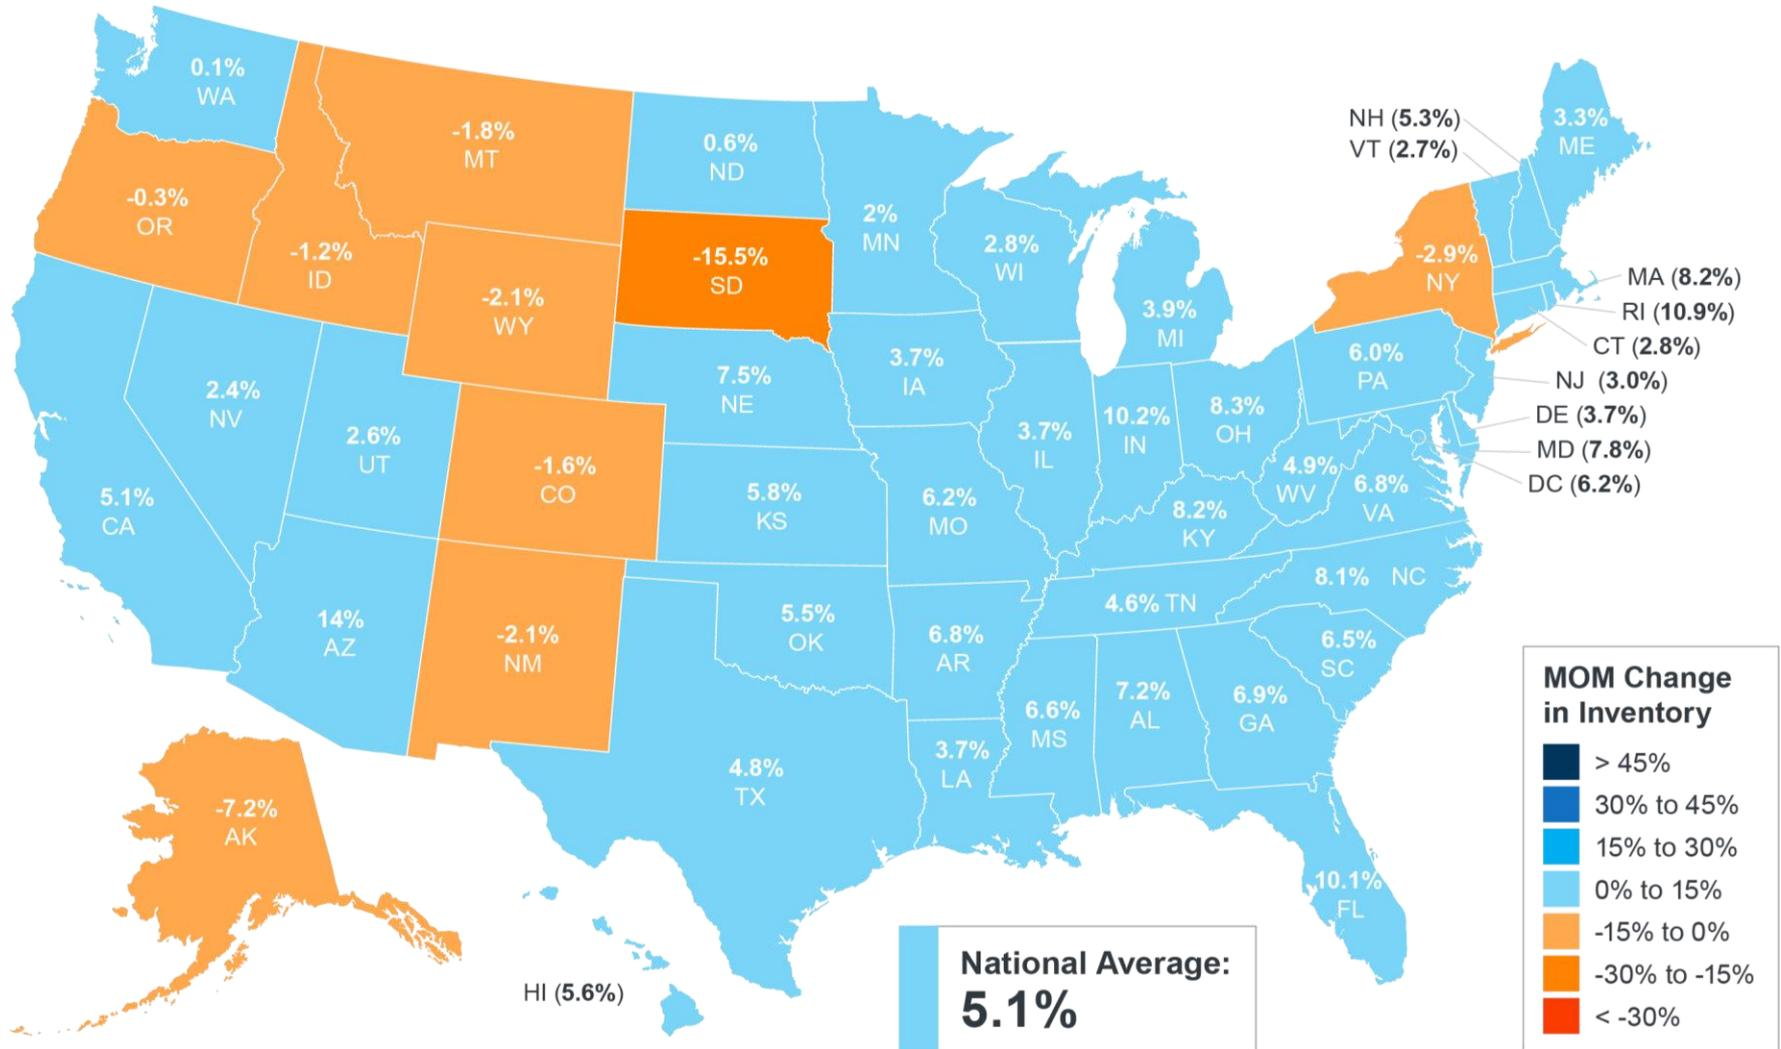 0.1%
WA
-1.8%
MT
0.6%
ND
-0.3%
OR
-1.2%
ID
-2.1%
WY
-15.5%
SD
2%
MN
2.8%
WI
3.9%
MI
NH (5.3%)
VT (2.7%)
3.3%
ME
-2.9%
NY
MA (8.2%)
RI (10.9%)
CT (2.8%)
NJ (3.0%)
DE (3.7%)
MD (7.8%)
DC (6.2%)
5.1%
CA
2.4%
NV
2.6%
UT
-1.6%
CO
7.5%
NE
3.7%
IA
3.7%
IL
10.2%
IN
8.3%
OH
6.0%
PA
5.8%
KS
6.2%
MO
8.2%
KY
4.9%
WV
6.8%
VA
14%
AZ
-2.1%
NM
5.5%
OK
6.8%
AR
4.6% TN
8.1% NC
6.5%
SC
4.8%
TX
3.7%
LA
6.6%
MS
7.2%
AL
6.9%
GA
10.1%
FL
-7.2%
AK
HI (5.6%)
National Average:
5.1%
MOM Change
in Inventory
> 45%
30% to 45%
15% to 30%
0% to 15%
-15% to 0%
-30% to -15%
< -30%